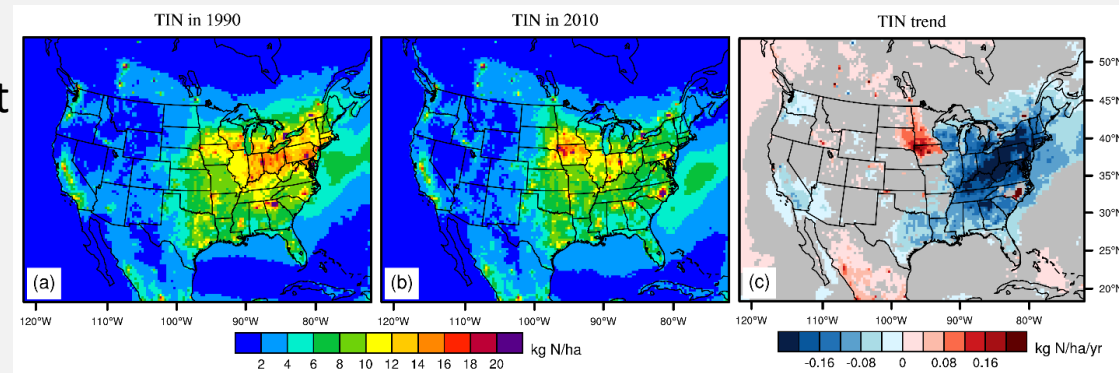 TIN in 1990
TIN in 2010
TIN trend
t
50°N
45°N
40°N
35°N
30°N
25°N
20°N
(a)
(b)
(c)
120°W 110°W 100°W 90°W 80°W
120°W 110°W 100°W 90°W 80°W
120°W 110°W 100°W 90°W 80°W
2 4 6 8 10 12 14 16 18 20 kg N/ha
-0.16 -0.08 0 0.08 0.16 kg N/ha/yr